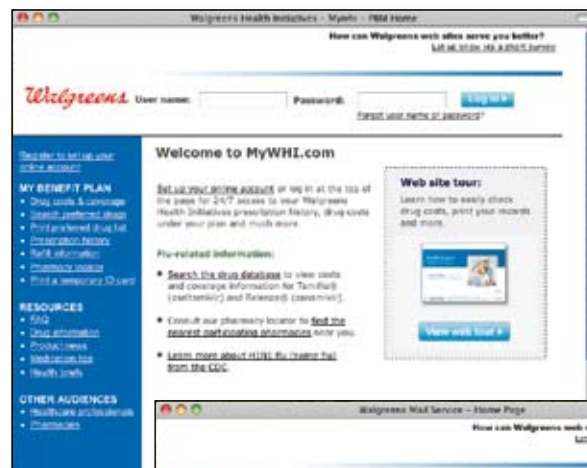 Walgreens Health Initiatives - MyWHI - PBM Home
How can Walgreens web sites serve you better?
Let us know via a short survey
Walgreens User name: Password: Log in
Forgot user name or password?
Register to set up your
online account
MY BENEFIT PLAN
• Drug costs & coverage
• Search preferred drugs
• Print preferred drug list
• Prescription history
• Refill information
• Pharmacy locator
• Print a temporary ID card
RESOURCES
• FAQ
• Drug information
• Product news
• Medication tips
• Health briefs
OTHER AUDIENCES
• Healthcare professionals
• Pharmacies
Welcome to MyWHI.com
Set up your online account or log in at the top of
the page for 24/7 access to your Walgreens
Health Initiatives prescription history, drug costs
under your plan and much more.
Flu-related information:
• Search the drug database to view costs
and coverage information for Tamiflu®
(oseltamivir) and Relenza® (zanamivir).
• Consult our pharmacy locator to find the
nearest participating pharmacies near you.
• Learn more about H1N1 flu (swine flu)
from the CDC.
Web site tour:
Learn how to easily check
drug costs, print your records
and more.
View web tour
Walgreens Mail Service - Home Page
How can Walgreens web